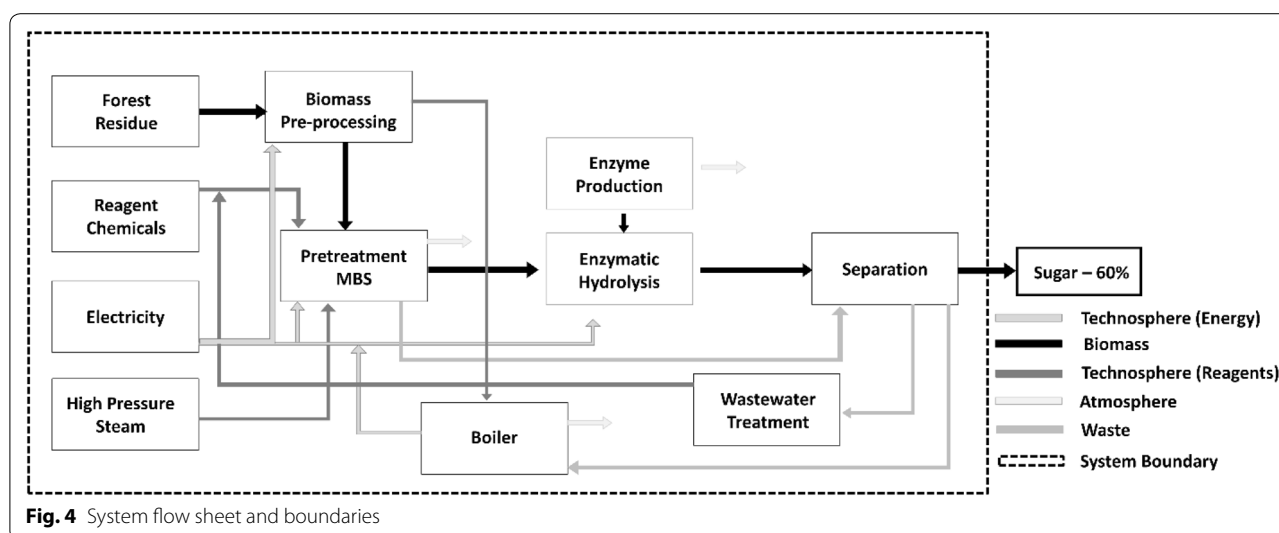 Forest
Residue
Biomass
Pre-processing
Reagent
Chemicals
Enzyme
Production
Pretreatment
MBS
Enzymatic
Hydrolysis
Separation
Sugar – 60%
Electricity
High Pressure
Steam
Boiler
Wastewater
Treatment
Technosphere (Energy)
Biomass
Technosphere (Reagents)
Atmosphere
Waste
System Boundary
Fig. 4 System flow sheet and boundaries